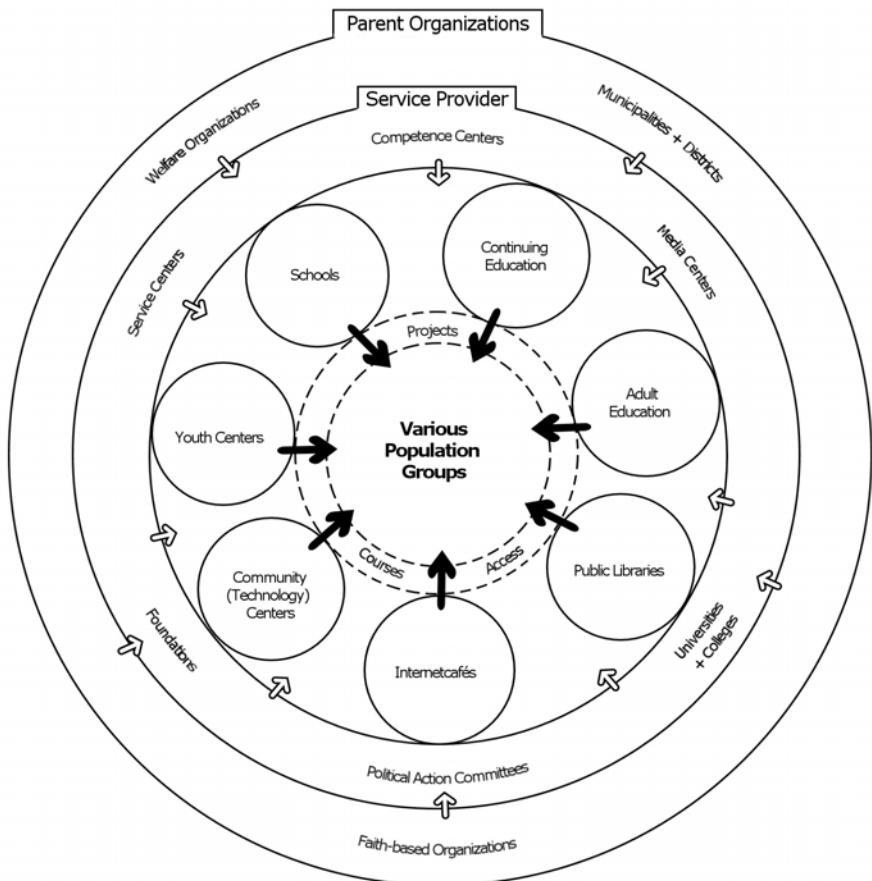 Parent Organizations
Service Provider
Welfare Organizations
Municipalities + Districts
Competence Centers
Service Centers
Media Centers
Schools
Continuing
Education
Projects
Youth Centers
Various
Population
Groups
Adult
Education
Courses
Access
Community
(Technology)
Centers
Public Libraries
Internetcafés
Foundations
Universities
+ Colleges
Political Action Committees
Faith-based Organizations